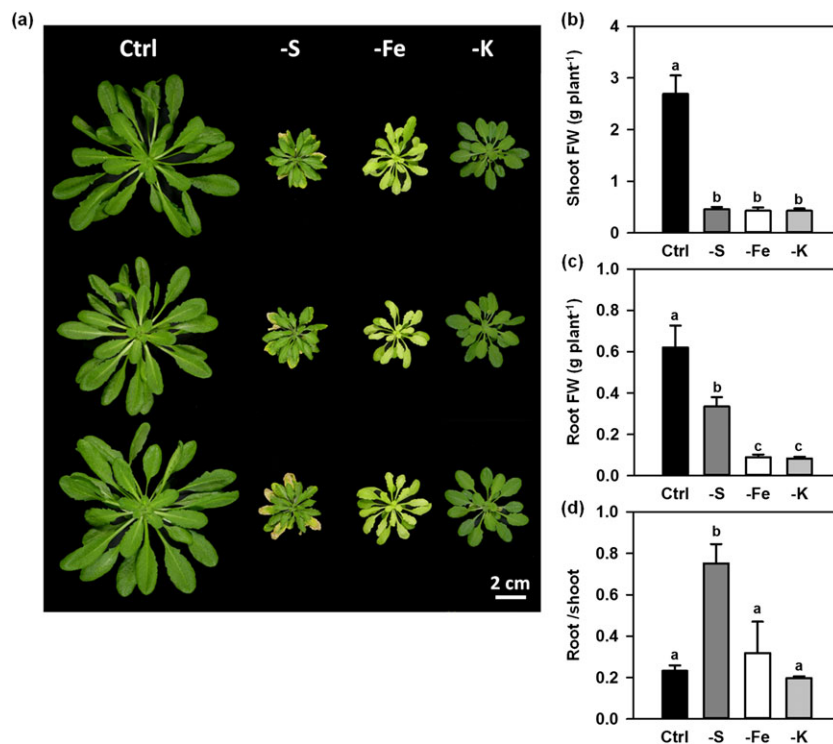 (a)
Ctrl -S -Fe -K
2 cm
(b)
Shoot FW (g plant⁻¹)
4
3
2
1
0
a
b b b
Ctrl -S -Fe -K
(c)
Root FW (g plant⁻¹)
1.0
0.8
0.6
0.4
0.2
0.0
a
b
c c
Ctrl -S -Fe -K
(d)
Root /shoot
1.0
0.8
0.6
0.4
0.2
0.0
a
b
a
a
Ctrl -S -Fe -K